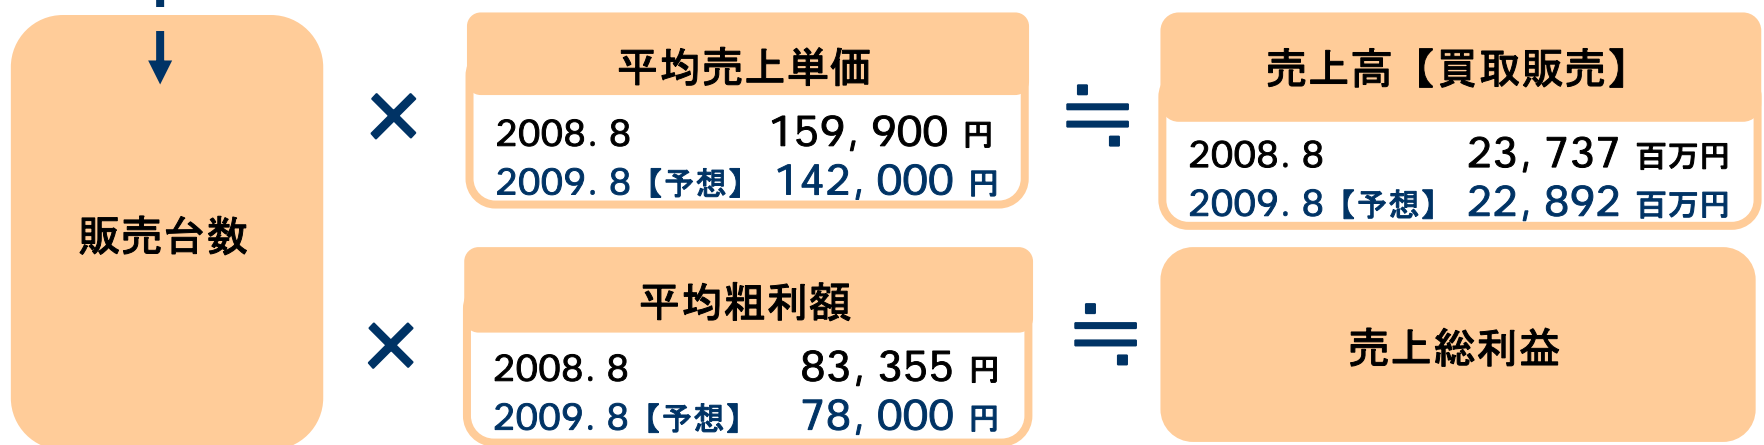 販売台数
×
平均売上単価
2008. 8 159, 900 円
2009. 8【予想】 142, 000 円
≒
売上高【買取販売】
2008. 8 23, 737 百万円
2009. 8【予想】 22, 892 百万円
×
平均粗利額
2008. 8 83, 355 円
2009. 8【予想】 78, 000 円
≒
売上総利益